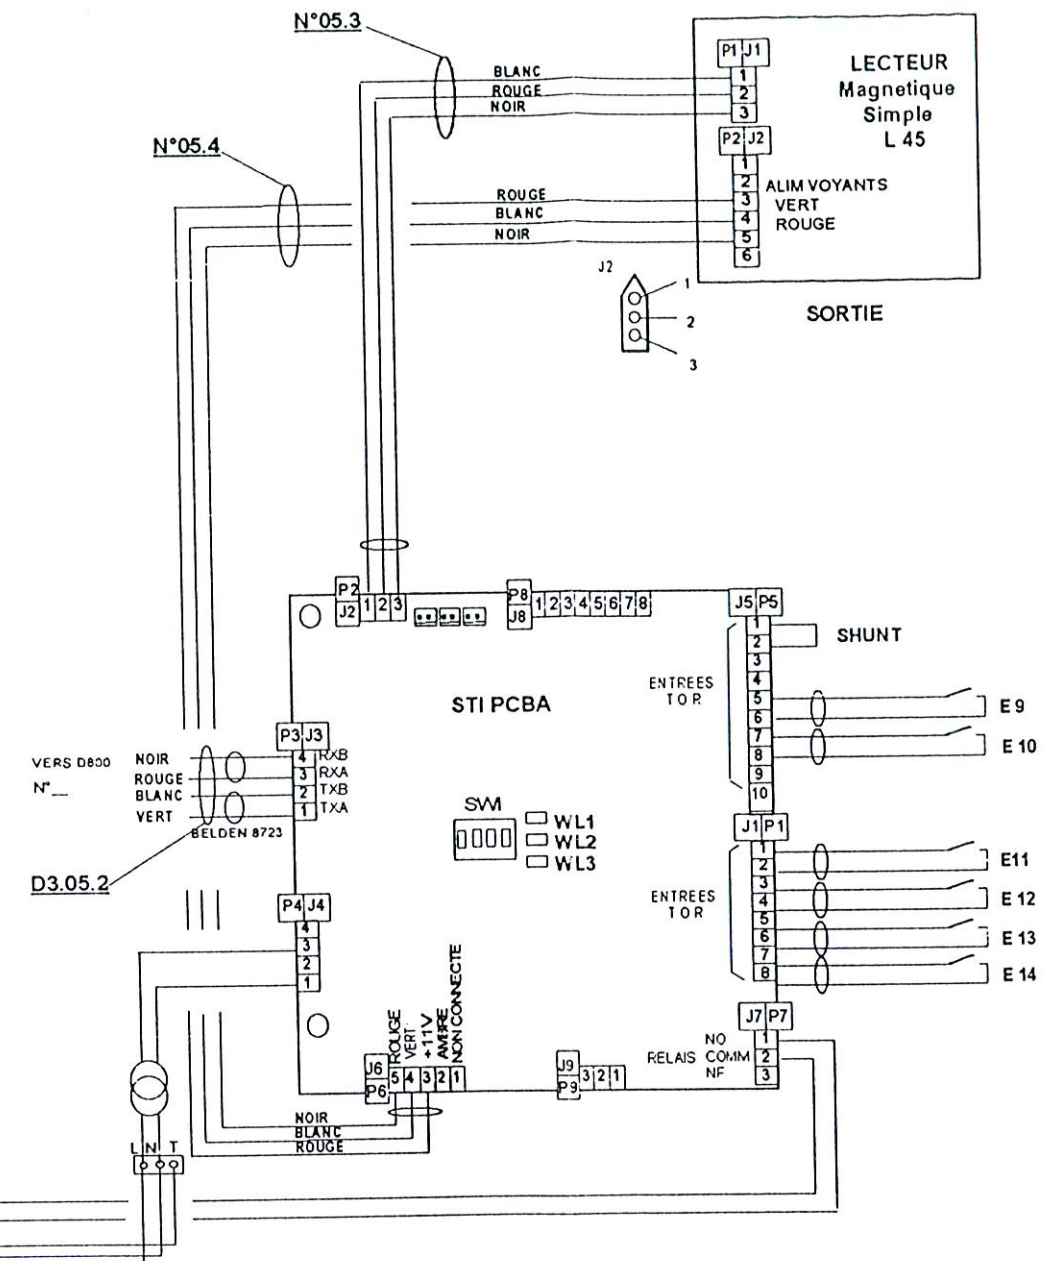 N°05.3
P1 J1
LECTEUR
Magnetique
Simple
L 45
BLANC
ROUGE
NOIR
1
2
3
N°05.4
P2 J2
1
2
3
4
5
6
ALIM VOYANTS
VERT
ROUGE
ROUGE
BLANC
NOIR
J2
1
2
3
SORTIE
P2
J2
1 2 3
P8
J8
1 2 3 4 5 6 7 8
J5 P5
1
2
3
4
5
6
7
8
9
10
SHUNT
ENTREES
TOR
E 9
E 10
STI PCBA
P3 J3
4 RXB
3 RXA
2 TXB
1 TXA
VERS D800
N°__
NOIR
ROUGE
BLANC
VERT
BELDEN 8723
D3.05.2
SW1
WL1
WL2
WL3
J1 P1
1
2
3
4
5
6
7
8
ENTREES
TOR
E11
E 12
E 13
E 14
P4 J4
4
3
2
1
ROUGE
VERT
+11V
AMBRE
NON CONNECTE
J6
P6
5 4 3 2 1
J9
P9
3 2 1
J7 P7
1
2
3
NO
RELAIS COMM
NF
NOIR
BLANC
ROUGE
L N T